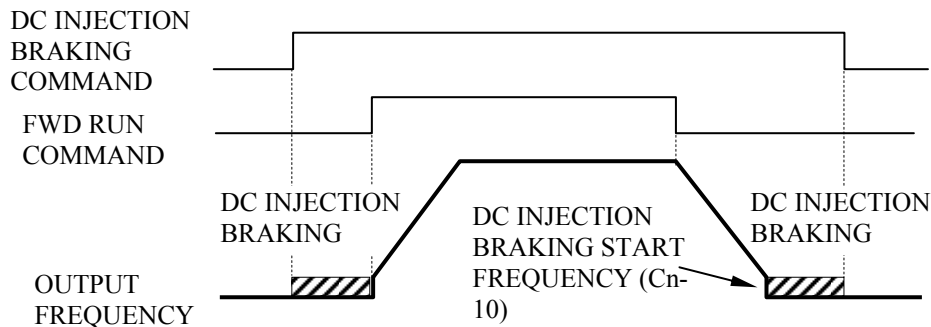 DC INJECTION
BRAKING
COMMAND
FWD RUN
COMMAND
DC INJECTION
BRAKING
DC INJECTION
BRAKING START
FREQUENCY (Cn-
10)
DC INJECTION
BRAKING
OUTPUT
FREQUENCY